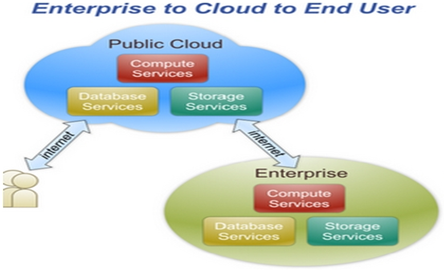 Enterprise to Cloud to End User
Public Cloud
Compute
Services
Database
Services
Storage
Services
internet
internet
Enterprise
Compute
Services
Database
Services
Storage
Services